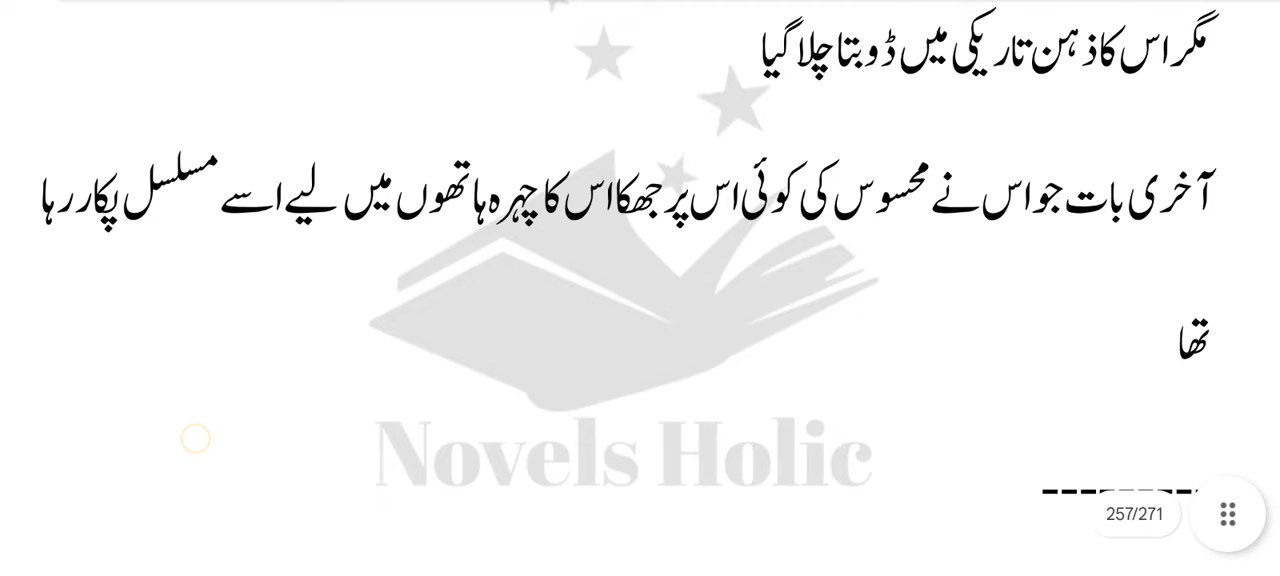 مگر اس کا ذہن تاریکی میں ڈوبتا چلا گیا
آخری بات جو اس نے محسوس کی کوئی اس پر جھکا اس کا چہرہ ہاتھوں میں لیے اسے مسلسل پکار رہا
تھا
Novels Holic
----------
257/271